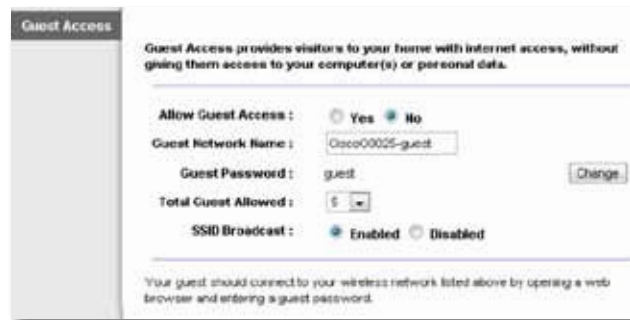 Guest Access
Guest Access provides visitors to your home with internet access, without
giving them access to your computer(s) or personal data.
Allow Guest Access : Yes No
Guest Network Name : Cisco00025-guest
Guest Password : guest Change
Total Guest Allowed : 5
SSID Broadcast : Enabled Disabled
Your guest should connect to your wireless network listed above by opening a web
browser and entering a guest password.